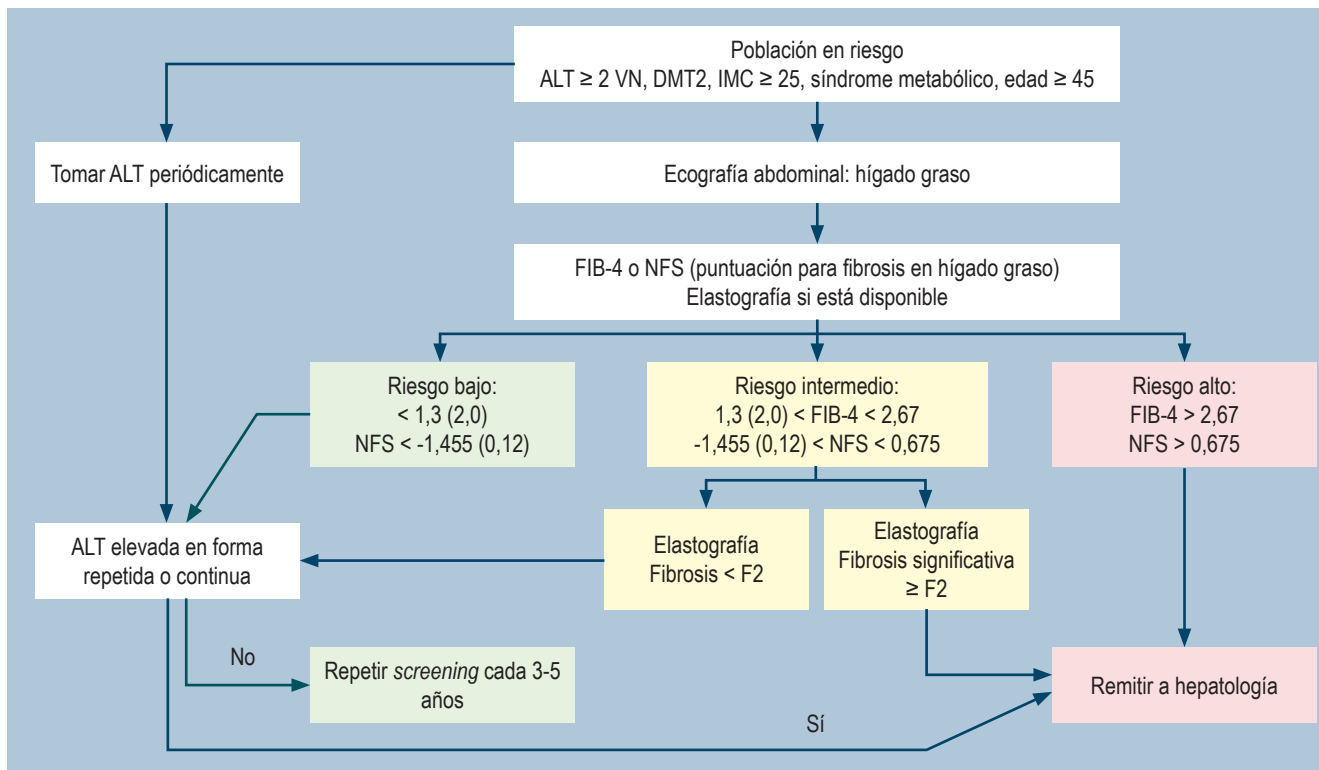 Población en riesgo
ALT ≥ 2 VN, DMT2, IMC ≥ 25, síndrome metabólico, edad ≥ 45
Tomar ALT periódicamente
Ecografía abdominal: hígado graso
FIB-4 o NFS (puntuación para fibrosis en hígado graso)
Elastografía si está disponible
Riesgo bajo:
< 1,3 (2,0)
NFS < -1,455 (0,12)
Riesgo intermedio:
1,3 (2,0) < FIB-4 < 2,67
-1,455 (0,12) < NFS < 0,675
Riesgo alto:
FIB-4 > 2,67
NFS > 0,675
ALT elevada en forma
repetida o continua
Elastografía
Fibrosis < F2
Elastografía
Fibrosis significativa
≥ F2
No
Repetir screening cada 3-5
años
Remitir a hepatología
Sí